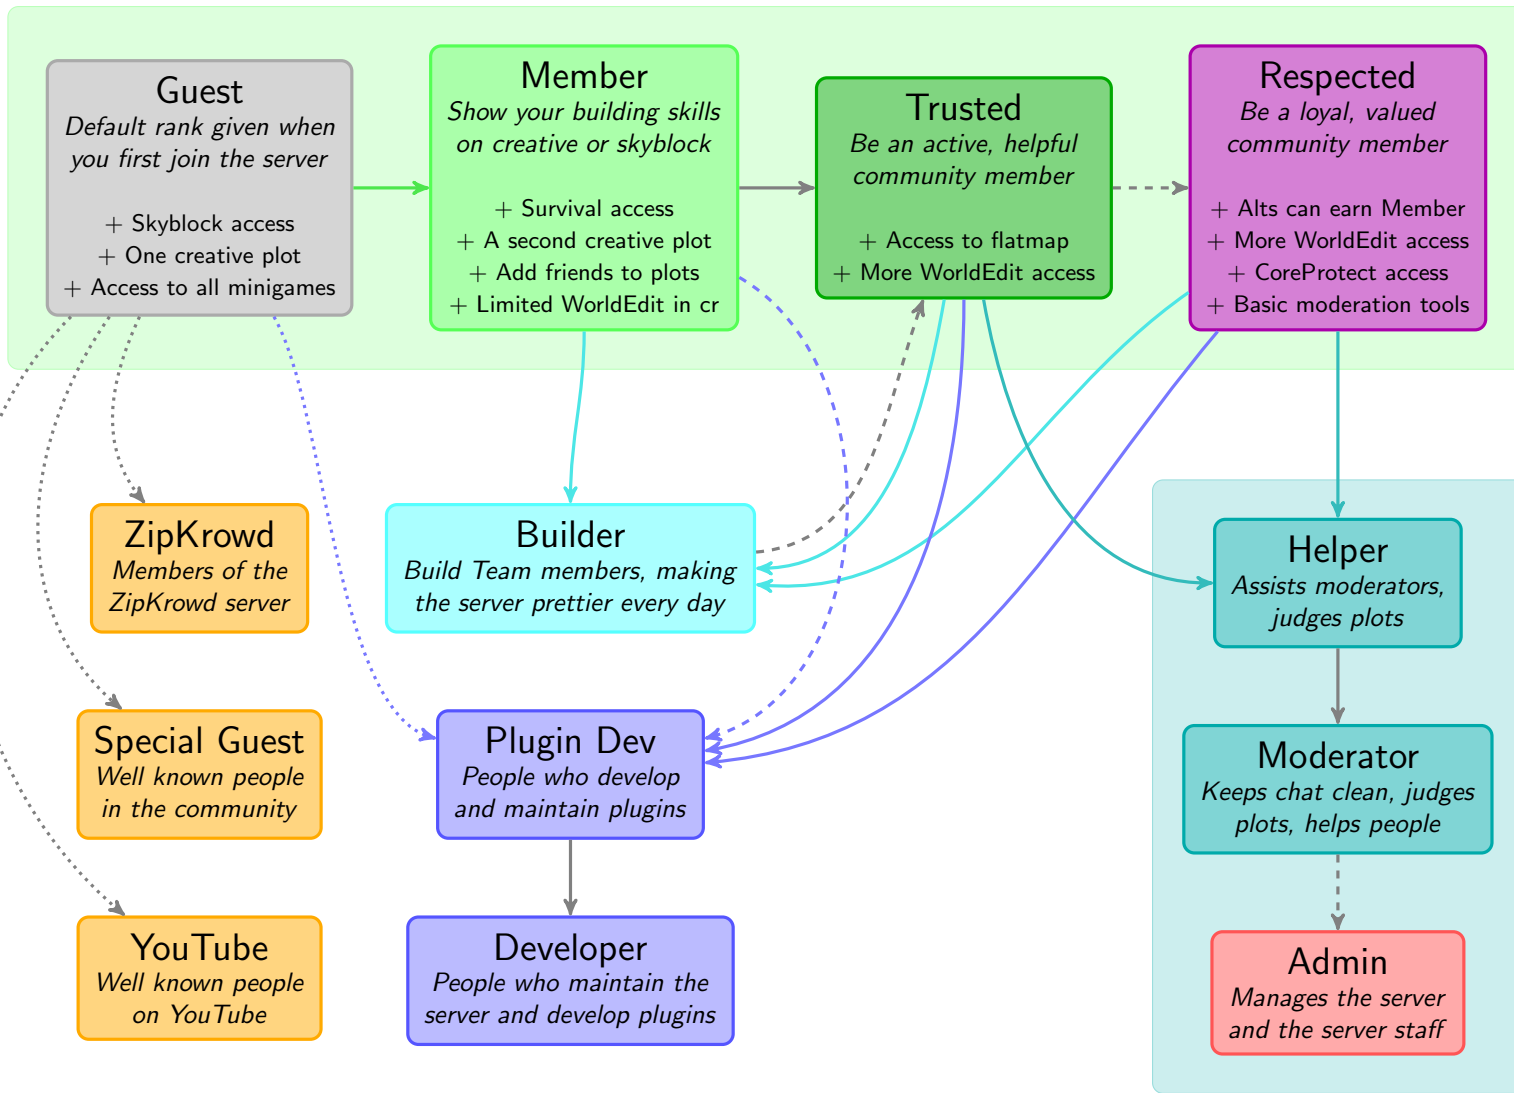 Guest
Default rank given when
you first join the server
+ Skyblock access
+ One creative plot
+ Access to all minigames
Member
Show your building skills
on creative or skyblock
+ Survival access
+ A second creative plot
+ Add friends to plots
+ Limited WorldEdit in cr
Trusted
Be an active, helpful
community member
+ Access to flatmap
+ More WorldEdit access
Respected
Be a loyal, valued
community member
+ Alts can earn Member
+ More WorldEdit access
+ CoreProtect access
+ Basic moderation tools
ZipKrowd
Members of the
ZipKrowd server
Builder
Build Team members, making
the server prettier every day
Helper
Assists moderators,
judges plots
Special Guest
Well known people
in the community
Plugin Dev
People who develop
and maintain plugins
Moderator
Keeps chat clean, judges
plots, helps people
YouTube
Well known people
on YouTube
Developer
People who maintain the
server and develop plugins
Admin
Manages the server
and the server staff